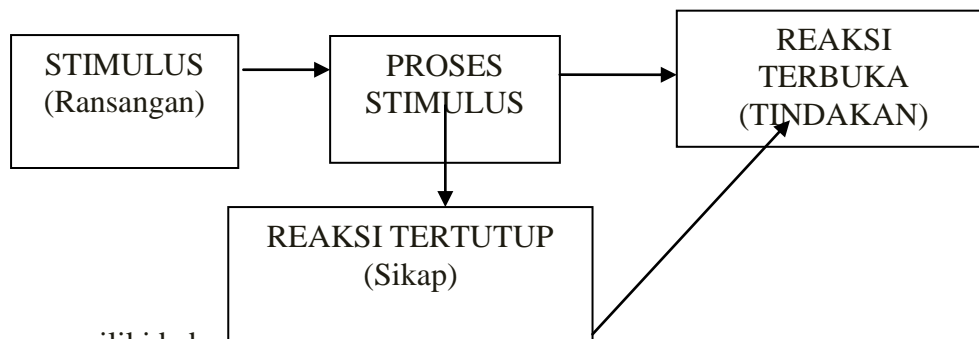 STIMULUS
(Ransangan)
PROSES
STIMULUS
REAKSI
TERBUKA
(TINDAKAN)
REAKSI TERTUTUP
(Sikap)